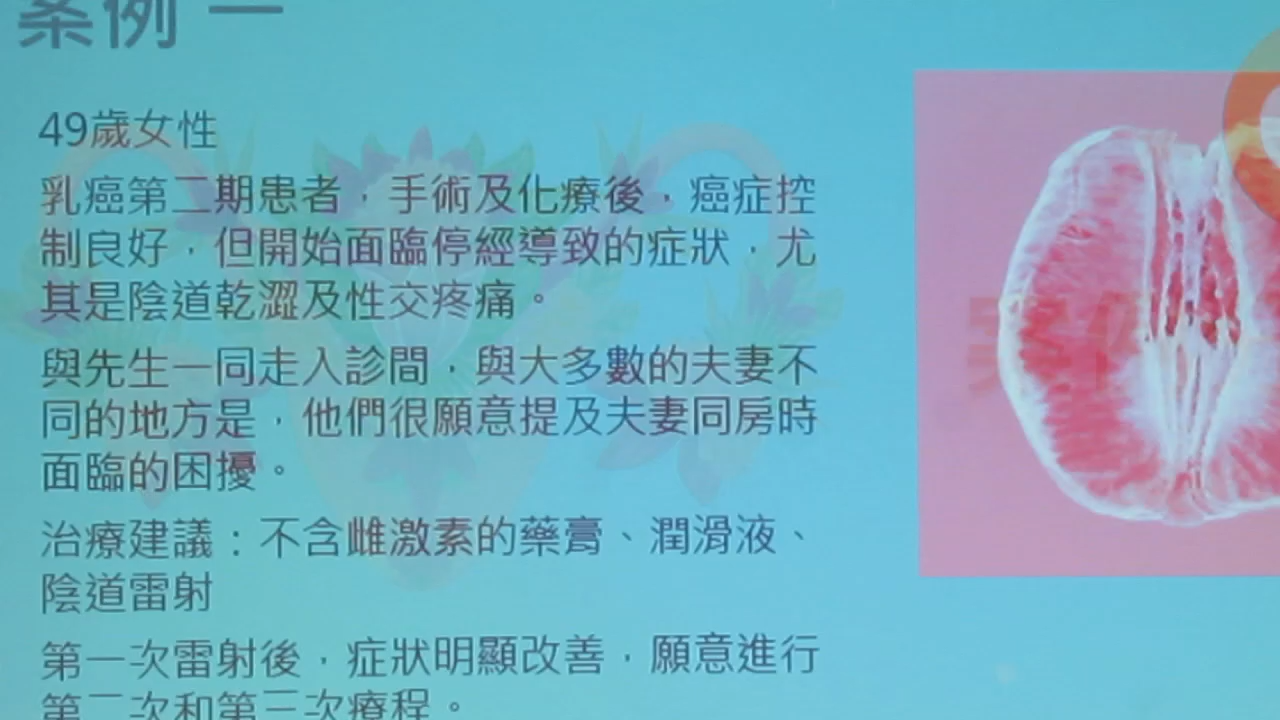 案例 一
49歲女性
乳癌第二期患者，手術及化療後，癌症控
制良好，但開始面臨停經導致的症狀，尤
其是陰道乾澀及性交疼痛。
與先生一同走入診間，與大多數的夫妻不
同的地方是，他們很願意提及夫妻同房時
面臨的困擾。
治療建議：不含雌激素的藥膏、潤滑液、
陰道雷射
第一次雷射後，症狀明顯改善，願意進行
第二次和第三次療程。